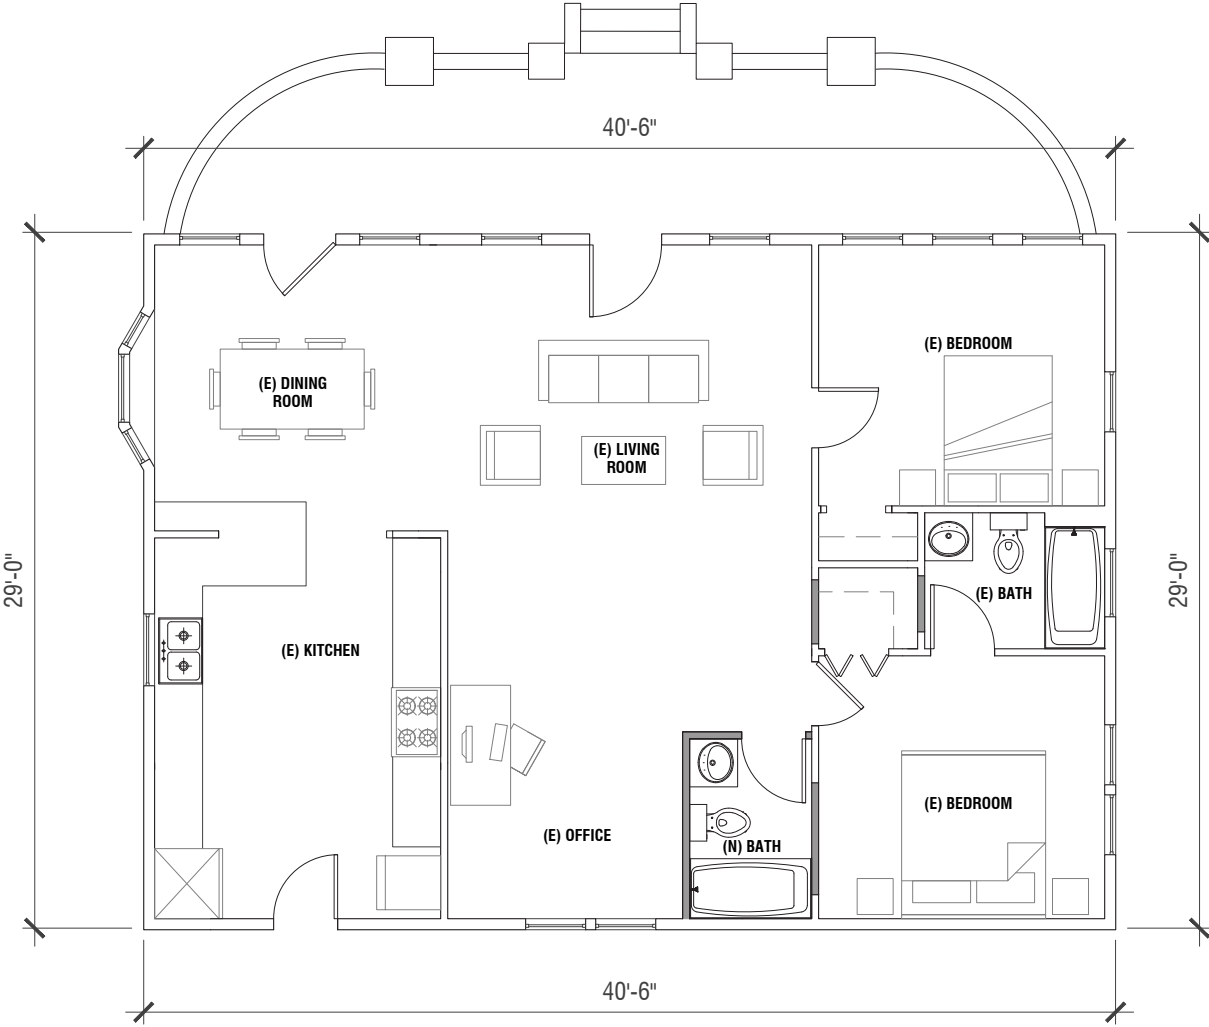 40'-6"
(E) BEDROOM
(E) DINING
ROOM
(E) LIVING
ROOM
29'-0"
29'-0"
(E) BATH
(E) KITCHEN
(E) BEDROOM
(E) OFFICE
(N) BATH
40'-6"